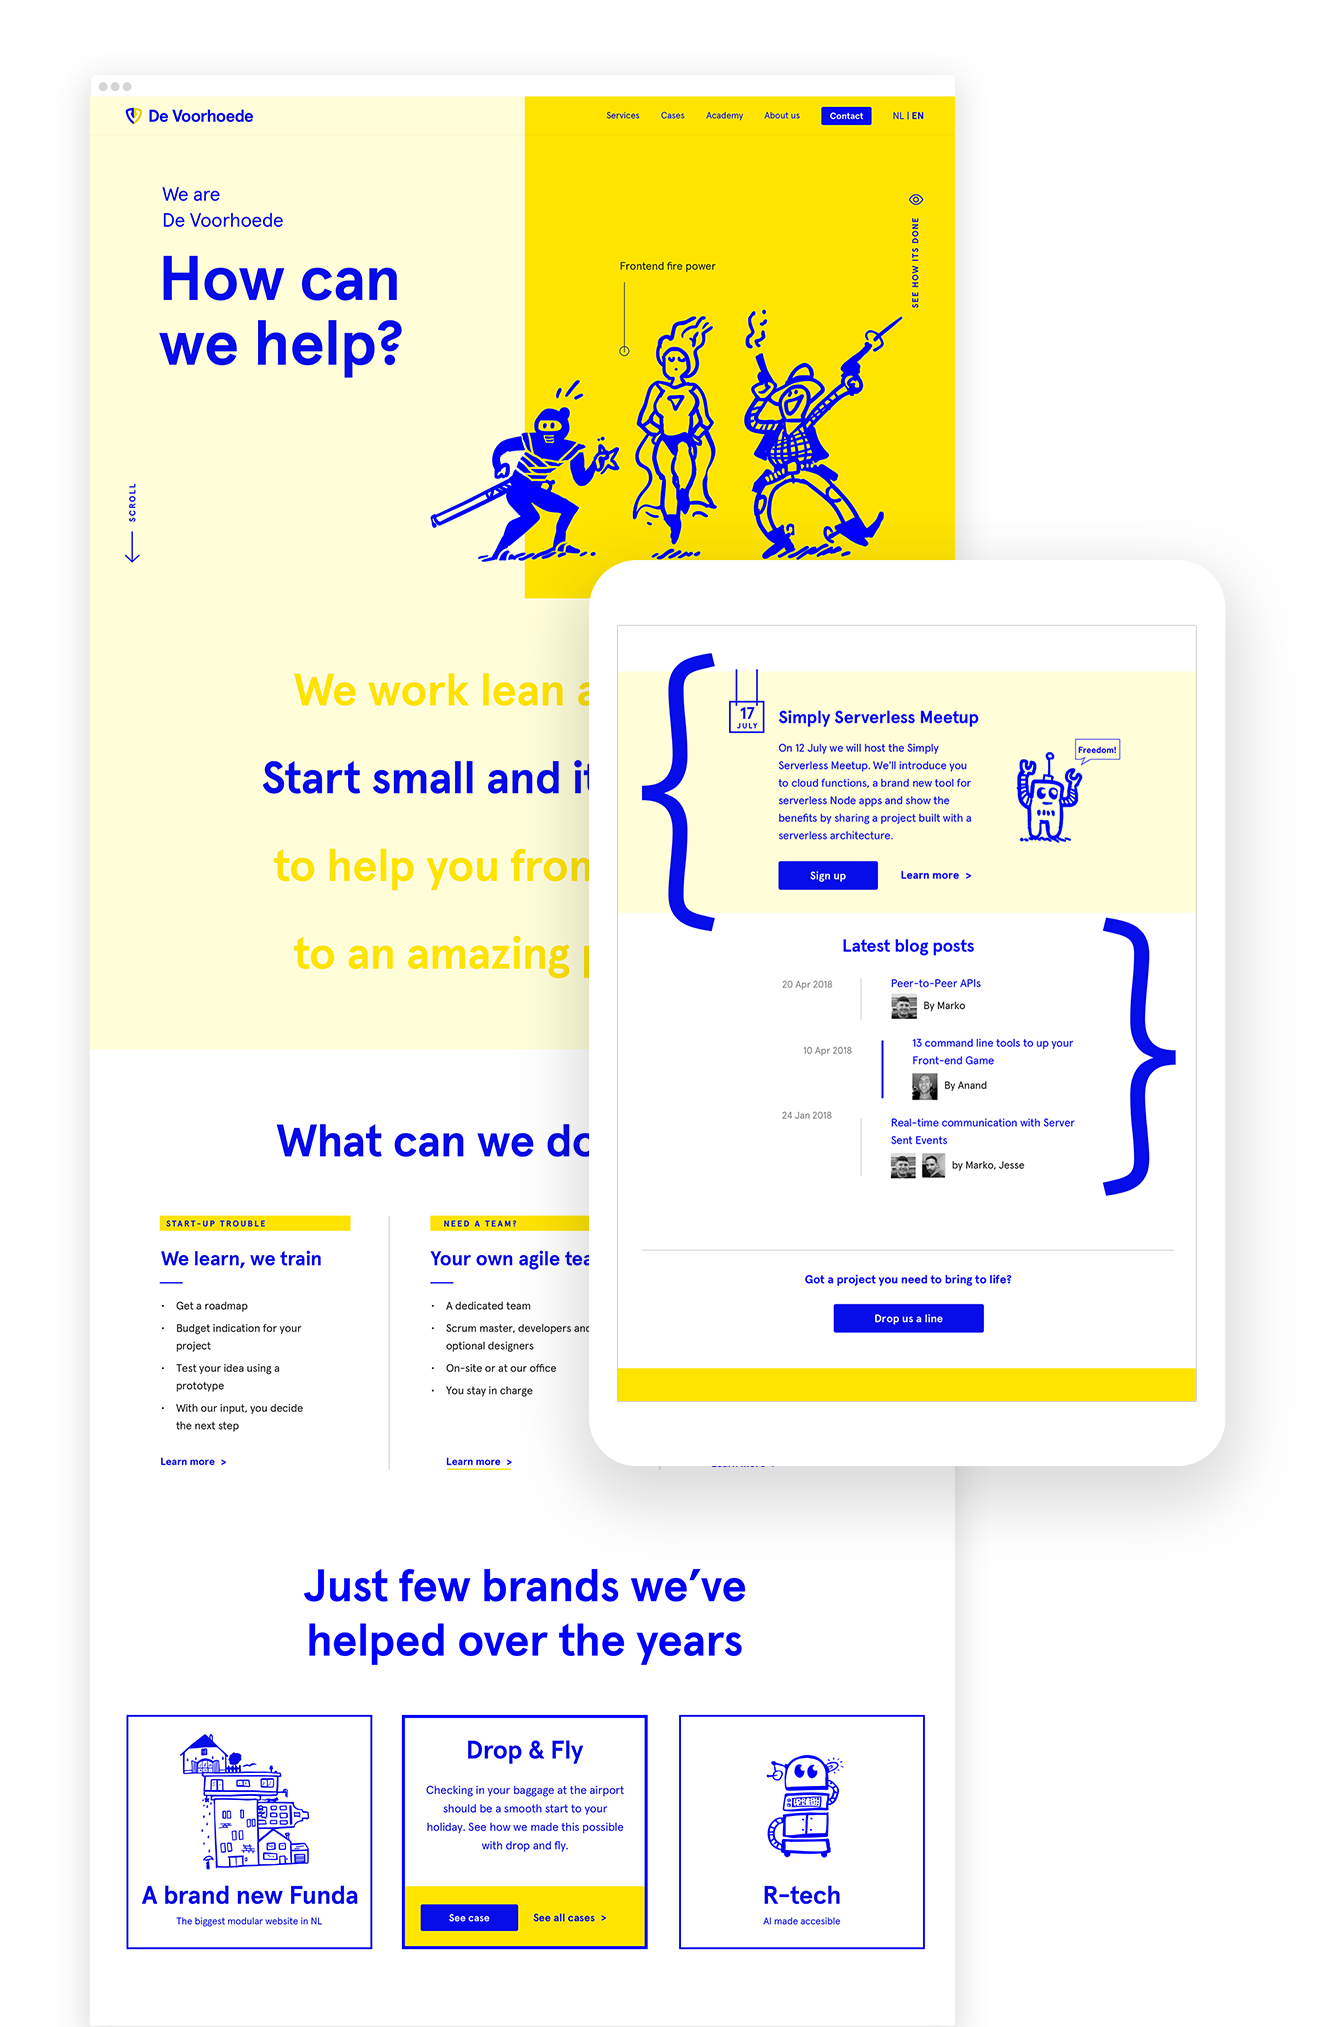 De Voorhoede
Services Cases Academy About us Contact NL | EN
We are
De Voorhoede
How can
we help?
Frontend fire power
SEE HOW ITS DONE
SCROLL
We work lean a
Start small and it
to help you from
to an amazing
What can we do
START-UP TROUBLE
We learn, we train
• Get a roadmap
• Budget indication for your
project
• Test your idea using a
prototype
• With our input, you decide
the next step
Learn more >
NEED A TEAM?
Your own agile tea
• A dedicated team
• Scrum master, developers and
optional designers
• On-site or at our office
• You stay in charge
Learn more >
Just few brands we’ve
helped over the years
A brand new Funda
The biggest modular website in NL
Drop & Fly
Checking in your baggage at the airport
should be a smooth start to your
holiday. See how we made this possible
with drop and fly.
See case
See all cases >
R-tech
AI made accesible
17
JULY
Simply Serverless Meetup
On 12 July we will host the Simply
Serverless Meetup. We'll introduce you
to cloud functions, a brand new tool for
serverless Node apps and show the
benefits by sharing a project built with a
serverless architecture.
Sign up
Learn more >
Freedom!
Latest blog posts
20 Apr 2018
Peer-to-Peer APIs
By Marko
10 Apr 2018
13 command line tools to up your
Front-end Game
By Anand
24 Jan 2018
Real-time communication with Server
Sent Events
by Marko, Jesse
Got a project you need to bring to life?
Drop us a line